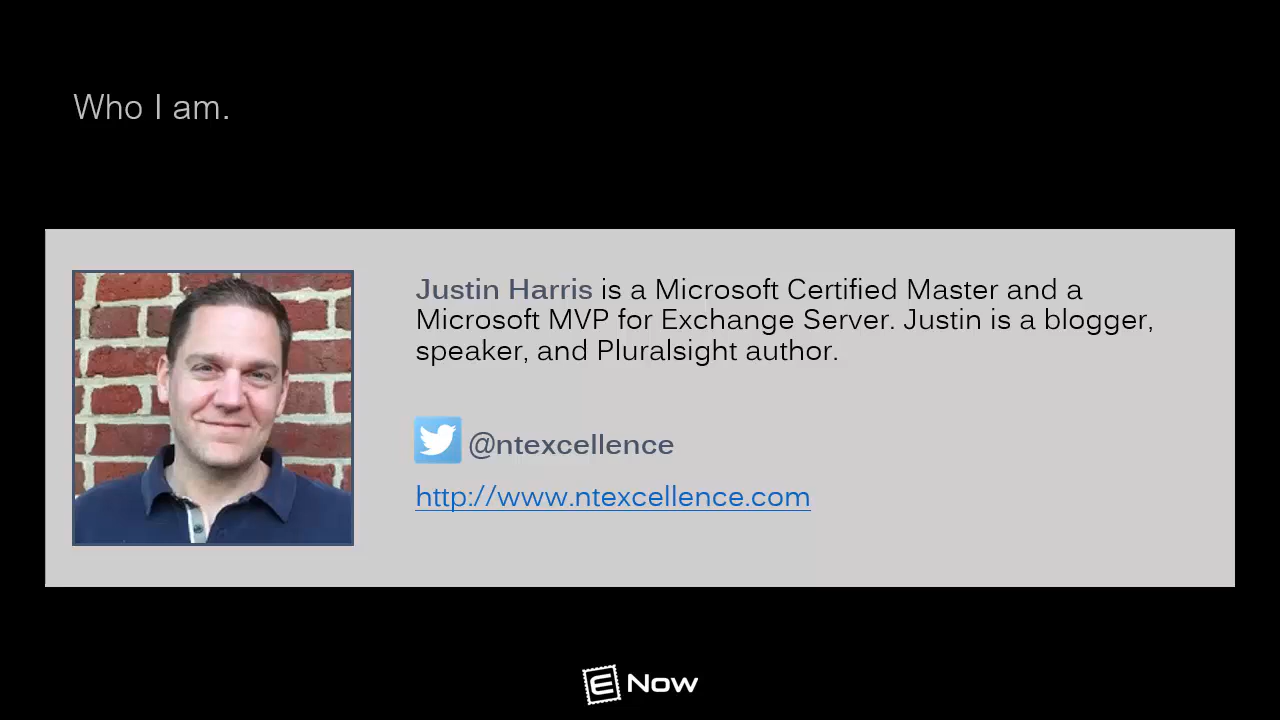 Who I am.
Justin Harris is a Microsoft Certified Master and a
Microsoft MVP for Exchange Server. Justin is a blogger,
speaker, and Pluralsight author.
@ntexcellence
http://www.ntexcellence.com
E Now